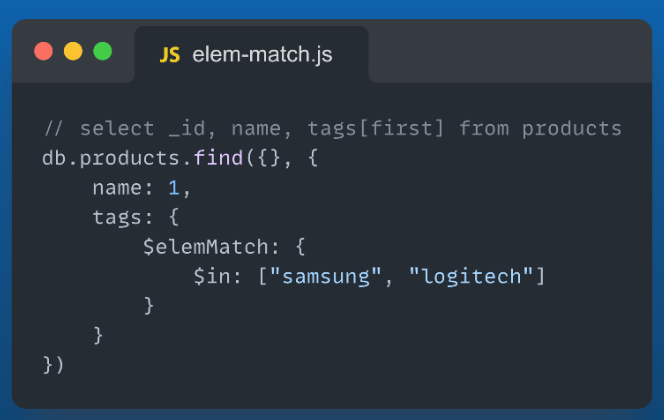 JS elem-match.js
// select _id, name, tags[first] from products
db.products.find({}, {
    name: 1,
    tags: {
        $elemMatch: {
            $in: ["samsung", "logitech"]
        }
    }
})